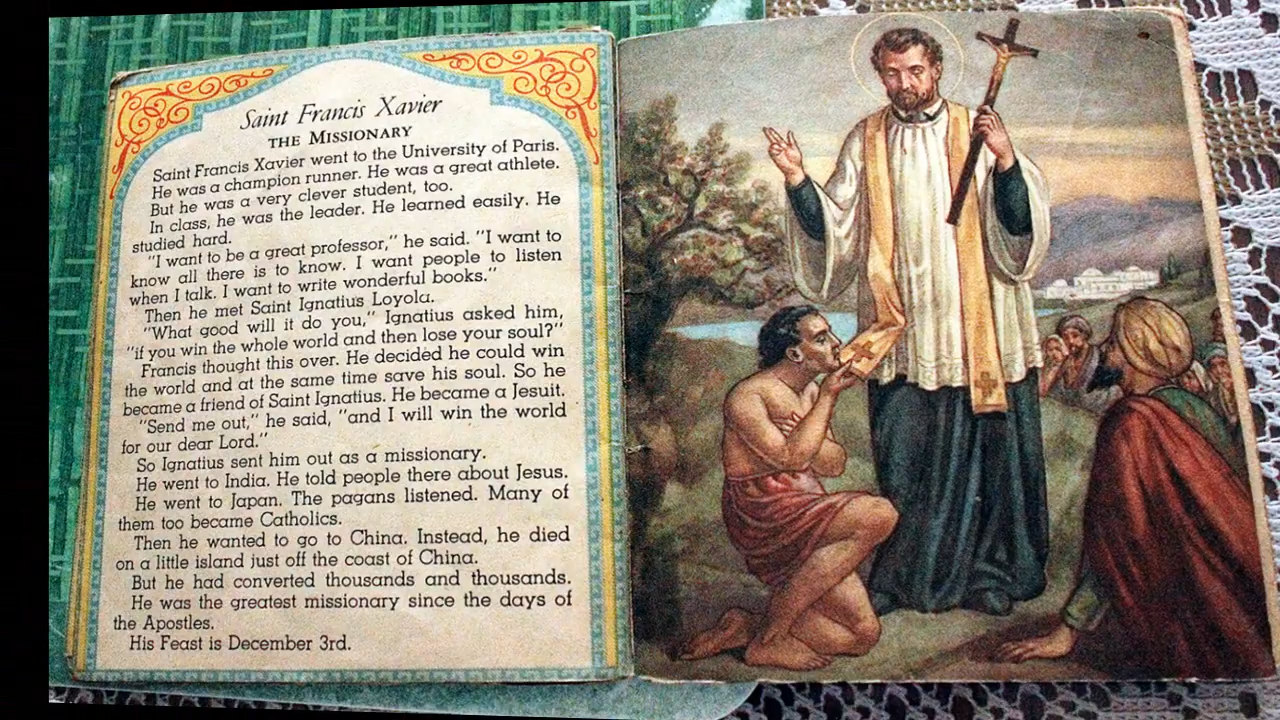 Saint Francis Xavier
THE MISSIONARY
Saint Francis Xavier went to the University of Paris.
He was a champion runner. He was a great athlete.
But he was a very clever student, too.
In class, he was the leader. He learned easily. He
studied hard.
"I want to be a great professor," he said. "I want to
know all there is to know. I want people to listen
when I talk. I want to write wonderful books."
Then he met Saint Ignatius Loyola.
"What good will it do you," Ignatius asked him,
"if you win the whole world and then lose your soul?"
Francis thought this over. He decided he could win
the world and at the same time save his soul. So he
became a friend of Saint Ignatius. He became a Jesuit.
"Send me out," he said, "and I will win the world
for our dear Lord."
So Ignatius sent him out as a missionary.
He went to India. He told people there about Jesus.
He went to Japan. The pagans listened. Many of
them too became Catholics.
Then he wanted to go to China. Instead, he died
on a little island just off the coast of China.
But he had converted thousands and thousands.
He was the greatest missionary since the days of
the Apostles.
His Feast is December 3rd.